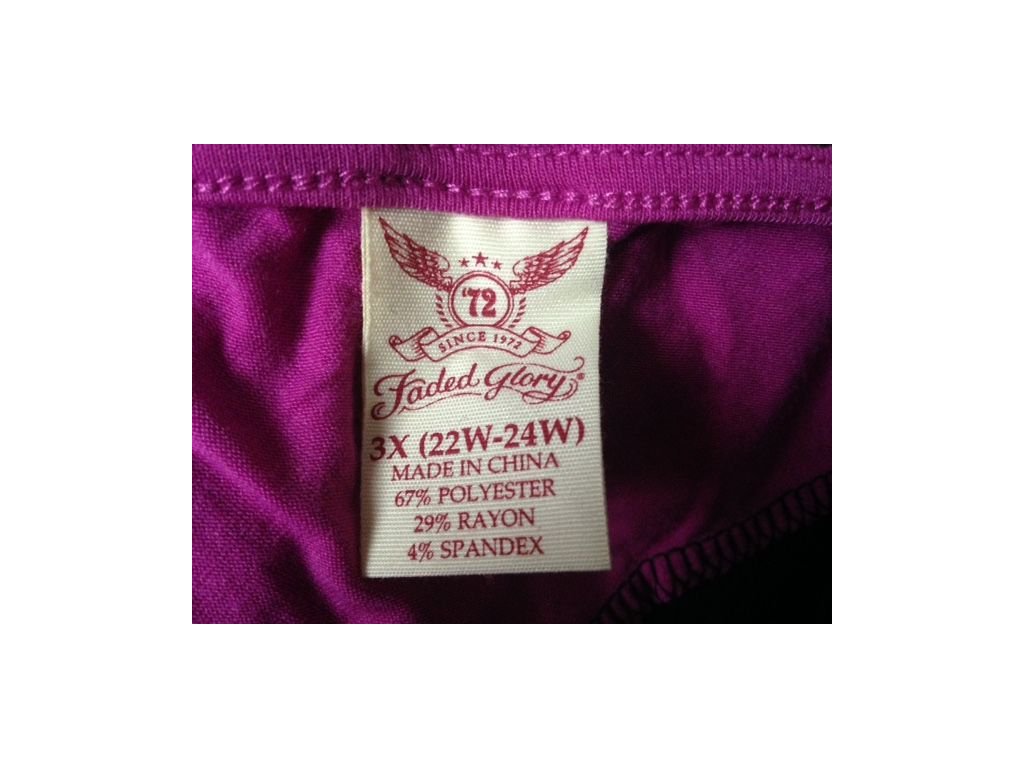 '72
SINCE 1972
Faded Glory®
3X (22W-24W)
MADE IN CHINA
67% POLYESTER
29% RAYON
4% SPANDEX